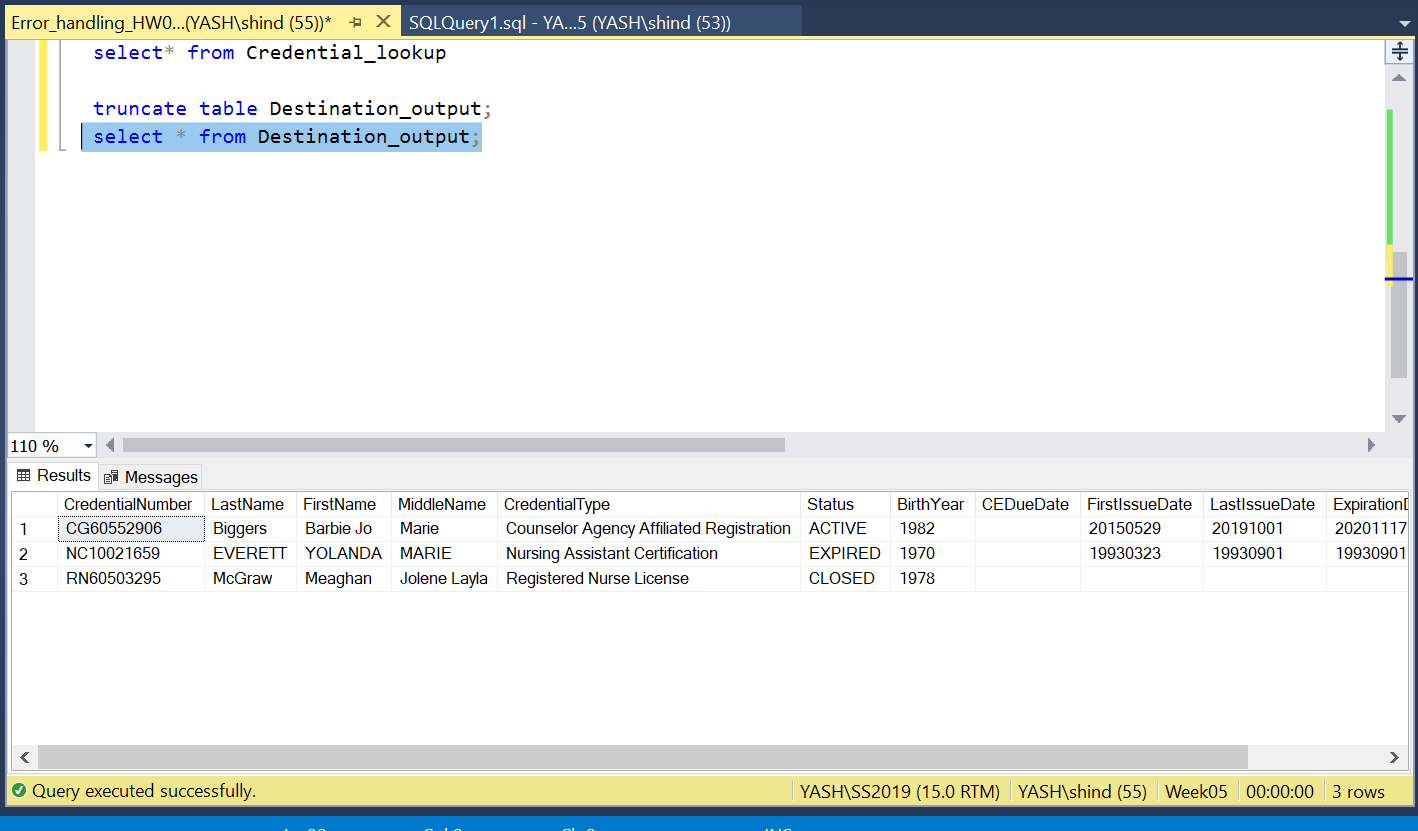 Error_handling_HW0...(YASH\shind (55))* SQLQuery1.sql - YA...5 (YASH\shind (53))
select* from Credential_lookup
truncate table Destination_output;
select * from Destination_output;
110 %
Results Messages
CredentialNumber LastName FirstName MiddleName CredentialType Status BirthYear CEDueDate FirstIssueDate LastIssueDate ExpirationD
1 CG60552906 Biggers Barbie Jo Marie Counselor Agency Affiliated Registration ACTIVE 1982 20150529 20191001 20201117
2 NC10021659 EVERETT YOLANDA MARIE Nursing Assistant Certification EXPIRED 1970 19930323 19930901 19930901
3 RN60503295 McGraw Meaghan Jolene Layla Registered Nurse License CLOSED 1978
Query executed successfully. YASH\SS2019 (15.0 RTM) YASH\shind (55) Week05 00:00:00 3 rows